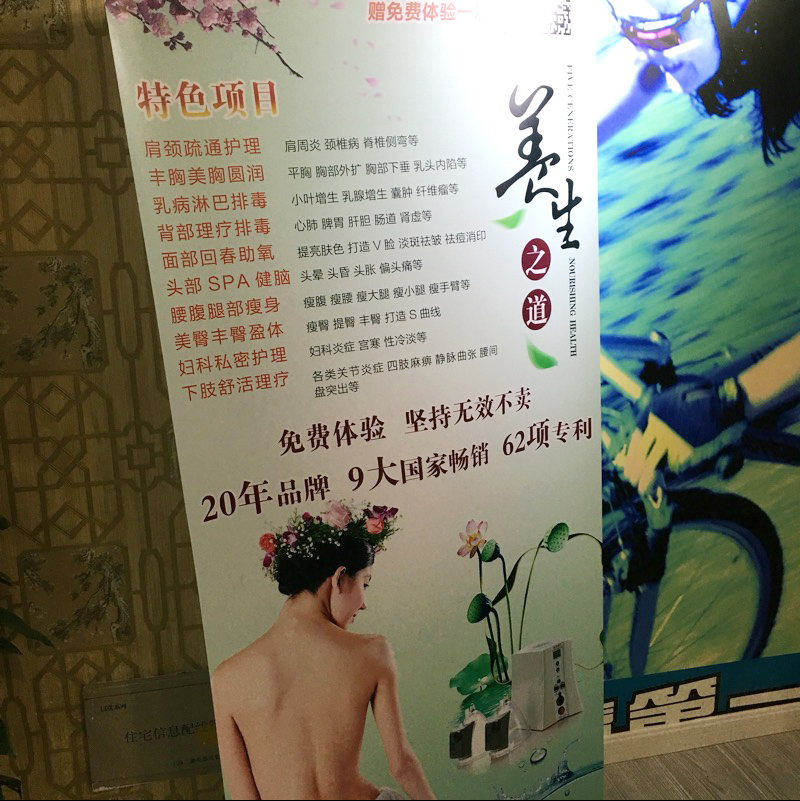 赠免费体验一
特色项目
肩颈疏通护理 肩周炎 颈椎病 脊椎侧弯等
丰胸美胸圆润 平胸 胸部外扩 胸部下垂 乳头内陷等
乳病淋巴排毒 小叶增生 乳腺增生 囊肿 纤维瘤等
背部理疗排毒 心肺 脾胃 肝胆 肠道 肾虚等
面部回春助氧 提亮肤色 打造V脸 淡斑祛皱 祛痘消印
头部SPA健脑 头晕 头昏 头胀 偏头痛等
腰腹腿部瘦身 瘦腹 瘦腰 瘦大腿 瘦小腿 瘦手臂等
美臀丰臀盈体 瘦臀 提臀 丰臀 打造S曲线
妇科私密护理 妇科炎症 宫寒 性冷淡等
下肢舒活理疗 各类关节炎症 四肢麻痹 静脉曲张 腰间
盘突出等
养生
之
道
FIVE GENERATIONS
NOURISHING HEALTH
免费体验 坚持无效不卖
20年品牌 9大国家畅销 62项专利
住宅信息配
第一